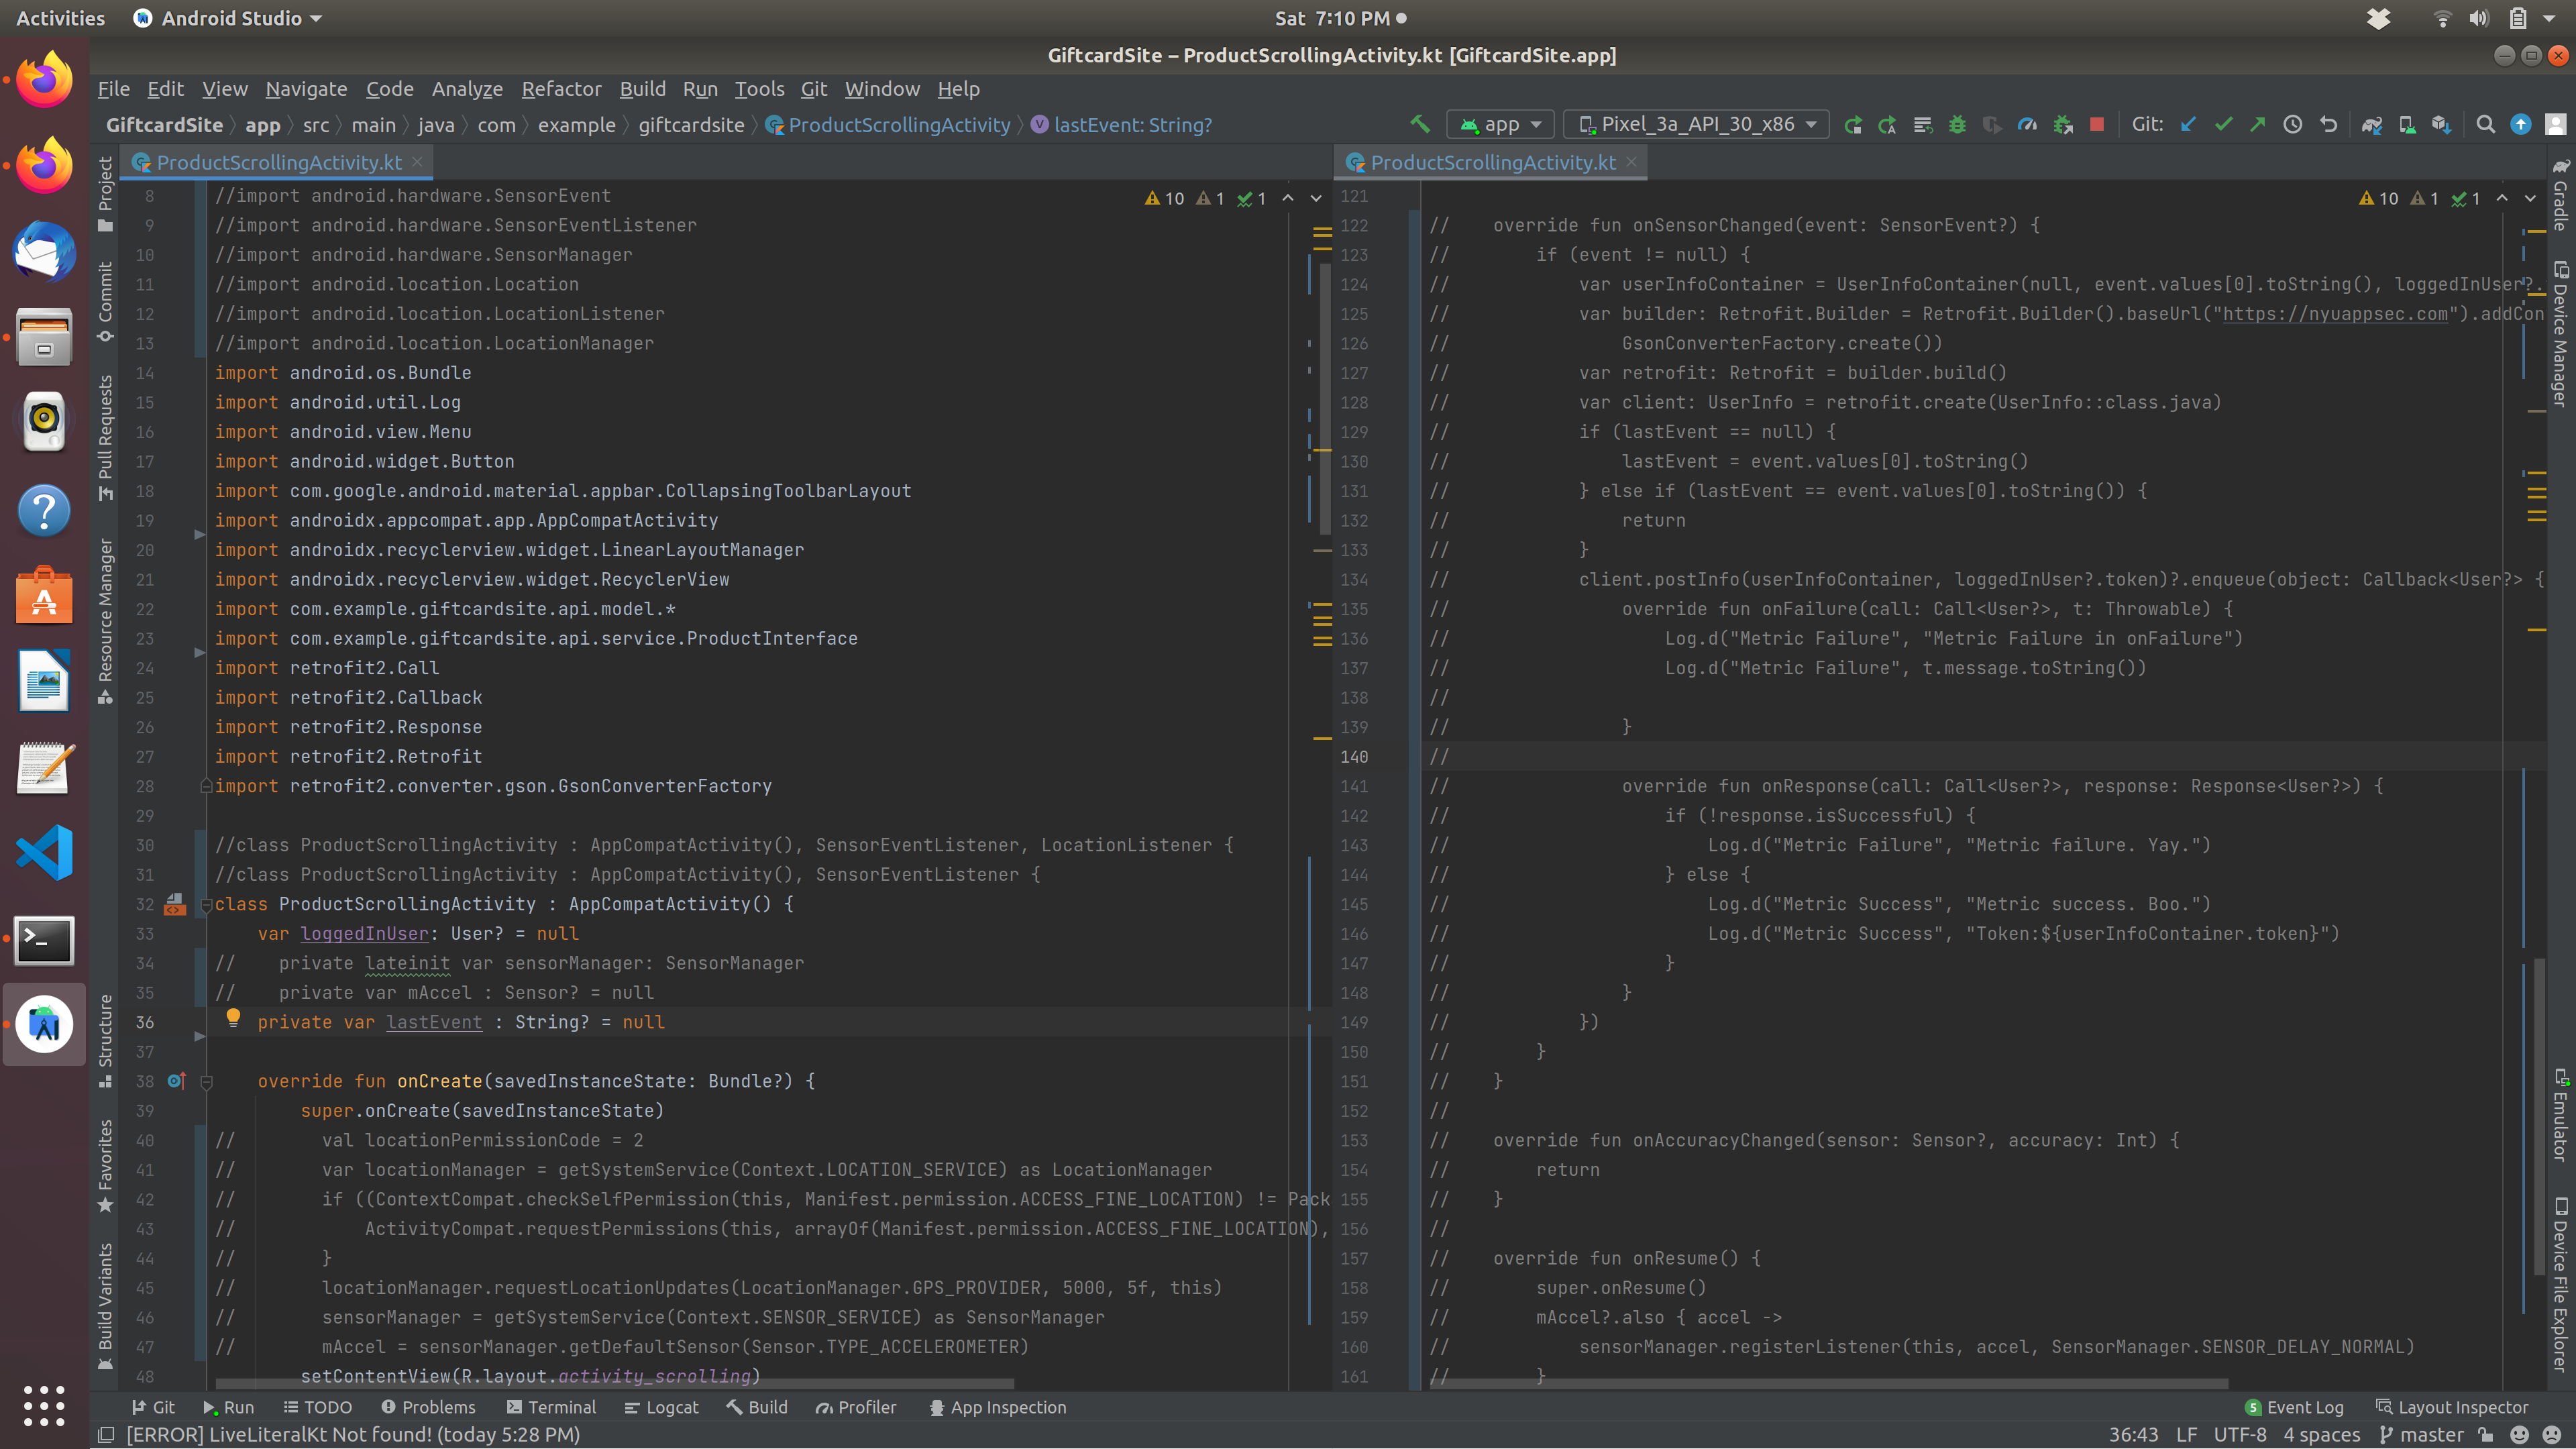 Activities Android Studio Sat 7:10 PM
GiftcardSite – ProductScrollingActivity.kt [GiftcardSite.app]
File Edit View Navigate Code Analyze Refactor Build Run Tools Git Window Help
GiftcardSite app src main java com example giftcardsite ProductScrollingActivity lastEvent: String? app Pixel_3a_API_30_x86 Git:
ProductScrollingActivity.kt
10 1 1
8 //import android.hardware.SensorEvent
9 //import android.hardware.SensorEventListener
10 //import android.hardware.SensorManager
11 //import android.location.Location
12 //import android.location.LocationListener
13 //import android.location.LocationManager
14 import android.os.Bundle
15 import android.util.Log
16 import android.view.Menu
17 import android.widget.Button
18 import com.google.android.material.appbar.CollapsingToolbarLayout
19 import androidx.appcompat.app.AppCompatActivity
20 import androidx.recyclerview.widget.LinearLayoutManager
21 import androidx.recyclerview.widget.RecyclerView
22 import com.example.giftcardsite.api.model.*
23 import com.example.giftcardsite.api.service.ProductInterface
24 import retrofit2.Call
25 import retrofit2.Callback
26 import retrofit2.Response
27 import retrofit2.Retrofit
28 import retrofit2.converter.gson.GsonConverterFactory
29
30 //class ProductScrollingActivity : AppCompatActivity(), SensorEventListener, LocationListener {
31 //class ProductScrollingActivity : AppCompatActivity(), SensorEventListener {
32 class ProductScrollingActivity : AppCompatActivity() {
33 var loggedInUser: User? = null
34 // private lateinit var sensorManager: SensorManager
35 // private var mAccel : Sensor? = null
36 private var lastEvent : String? = null
37
38 override fun onCreate(savedInstanceState: Bundle?) {
39 super.onCreate(savedInstanceState)
40 // val locationPermissionCode = 2
41 // var locationManager = getSystemService(Context.LOCATION_SERVICE) as LocationManager
42 // if ((ContextCompat.checkSelfPermission(this, Manifest.permission.ACCESS_FINE_LOCATION) != Pack
43 // ActivityCompat.requestPermissions(this, arrayOf(Manifest.permission.ACCESS_FINE_LOCATION),
44 // }
45 // locationManager.requestLocationUpdates(LocationManager.GPS_PROVIDER, 5000, 5f, this)
46 // sensorManager = getSystemService(Context.SENSOR_SERVICE) as SensorManager
47 // mAccel = sensorManager.getDefaultSensor(Sensor.TYPE_ACCELEROMETER)
48 setContentView(R.layout.activity_scrolling)
ProductScrollingActivity.kt
10 1 1
121
122 // override fun onSensorChanged(event: SensorEvent?) {
123 // if (event != null) {
124 // var userInfoContainer = UserInfoContainer(null, event.values[0].toString(), loggedInUser?.
125 // var builder: Retrofit.Builder = Retrofit.Builder().baseUrl("https://nyuappsec.com").addCon
126 // GsonConverterFactory.create())
127 // var retrofit: Retrofit = builder.build()
128 // var client: UserInfo = retrofit.create(UserInfo::class.java)
129 // if (lastEvent == null) {
130 // lastEvent = event.values[0].toString()
131 // } else if (lastEvent == event.values[0].toString()) {
132 // return
133 // }
134 // client.postInfo(userInfoContainer, loggedInUser?.token)?.enqueue(object: Callback<User?> {
135 // override fun onFailure(call: Call<User?>, t: Throwable) {
136 // Log.d("Metric Failure", "Metric Failure in onFailure")
137 // Log.d("Metric Failure", t.message.toString())
138 //
139 // }
140 //
141 // override fun onResponse(call: Call<User?>, response: Response<User?>) {
142 // if (!response.isSuccessful) {
143 // Log.d("Metric Failure", "Metric failure. Yay.")
144 // } else {
145 // Log.d("Metric Success", "Metric success. Boo.")
146 // Log.d("Metric Success", "Token:${userInfoContainer.token}")
147 // }
148 // }
149 // })
150 // }
151 // }
152 //
153 // override fun onAccuracyChanged(sensor: Sensor?, accuracy: Int) {
154 // return
155 // }
156 //
157 // override fun onResume() {
158 // super.onResume()
159 // mAccel?.also { accel ->
160 // sensorManager.registerListener(this, accel, SensorManager.SENSOR_DELAY_NORMAL)
161 // }
Project
Commit
Pull Requests
Resource Manager
Structure
Favorites
Build Variants
Gradle
Device Manager
Emulator
Device File Explorer
Git Run TODO Problems Terminal Logcat Build Profiler App Inspection 5 Event Log Layout Inspector
[ERROR] LiveLiteralKt Not found! (today 5:28 PM) 36:43 LF UTF-8 4 spaces master